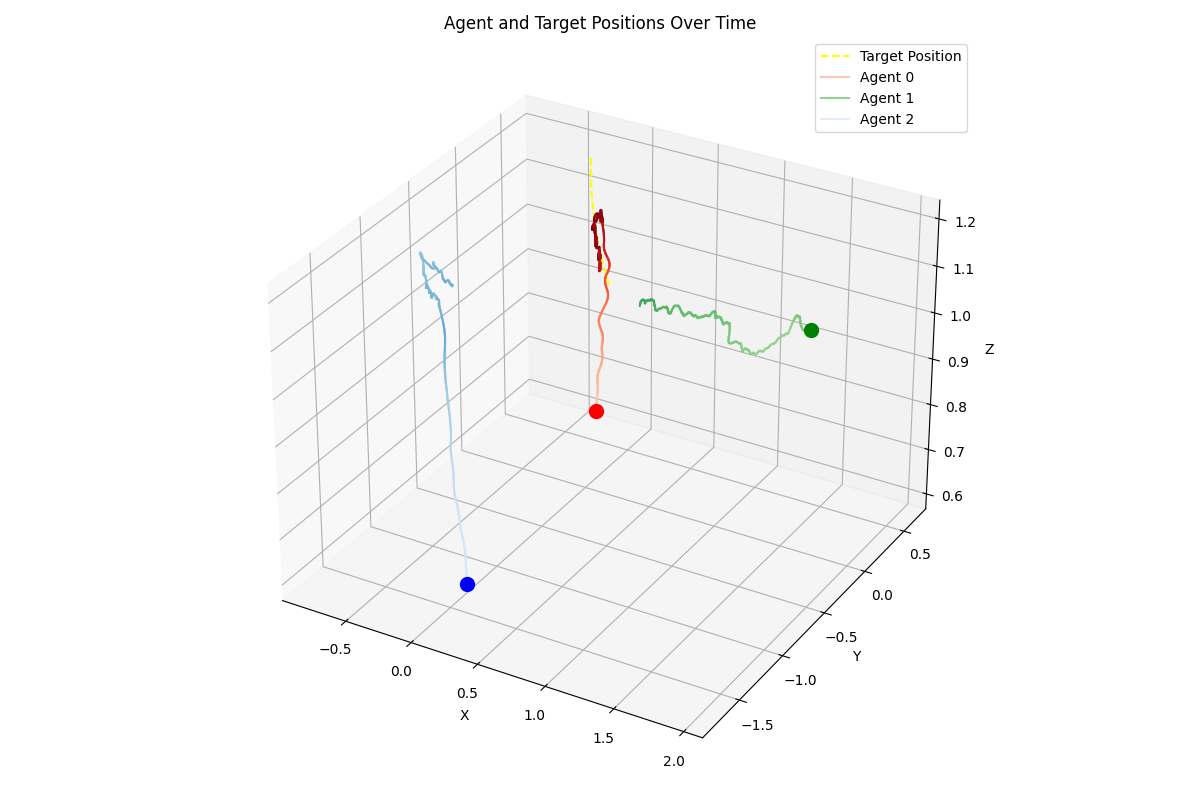 Agent and Target Positions Over Time
Target Position
Agent 0
Agent 1
Agent 2
1.2
1.1
1.0
0.9
0.8
0.7
0.6
Z
0.5
0.0
−0.5
−1.0
−1.5
Y
−0.5
0.0
0.5
1.0
1.5
2.0
X